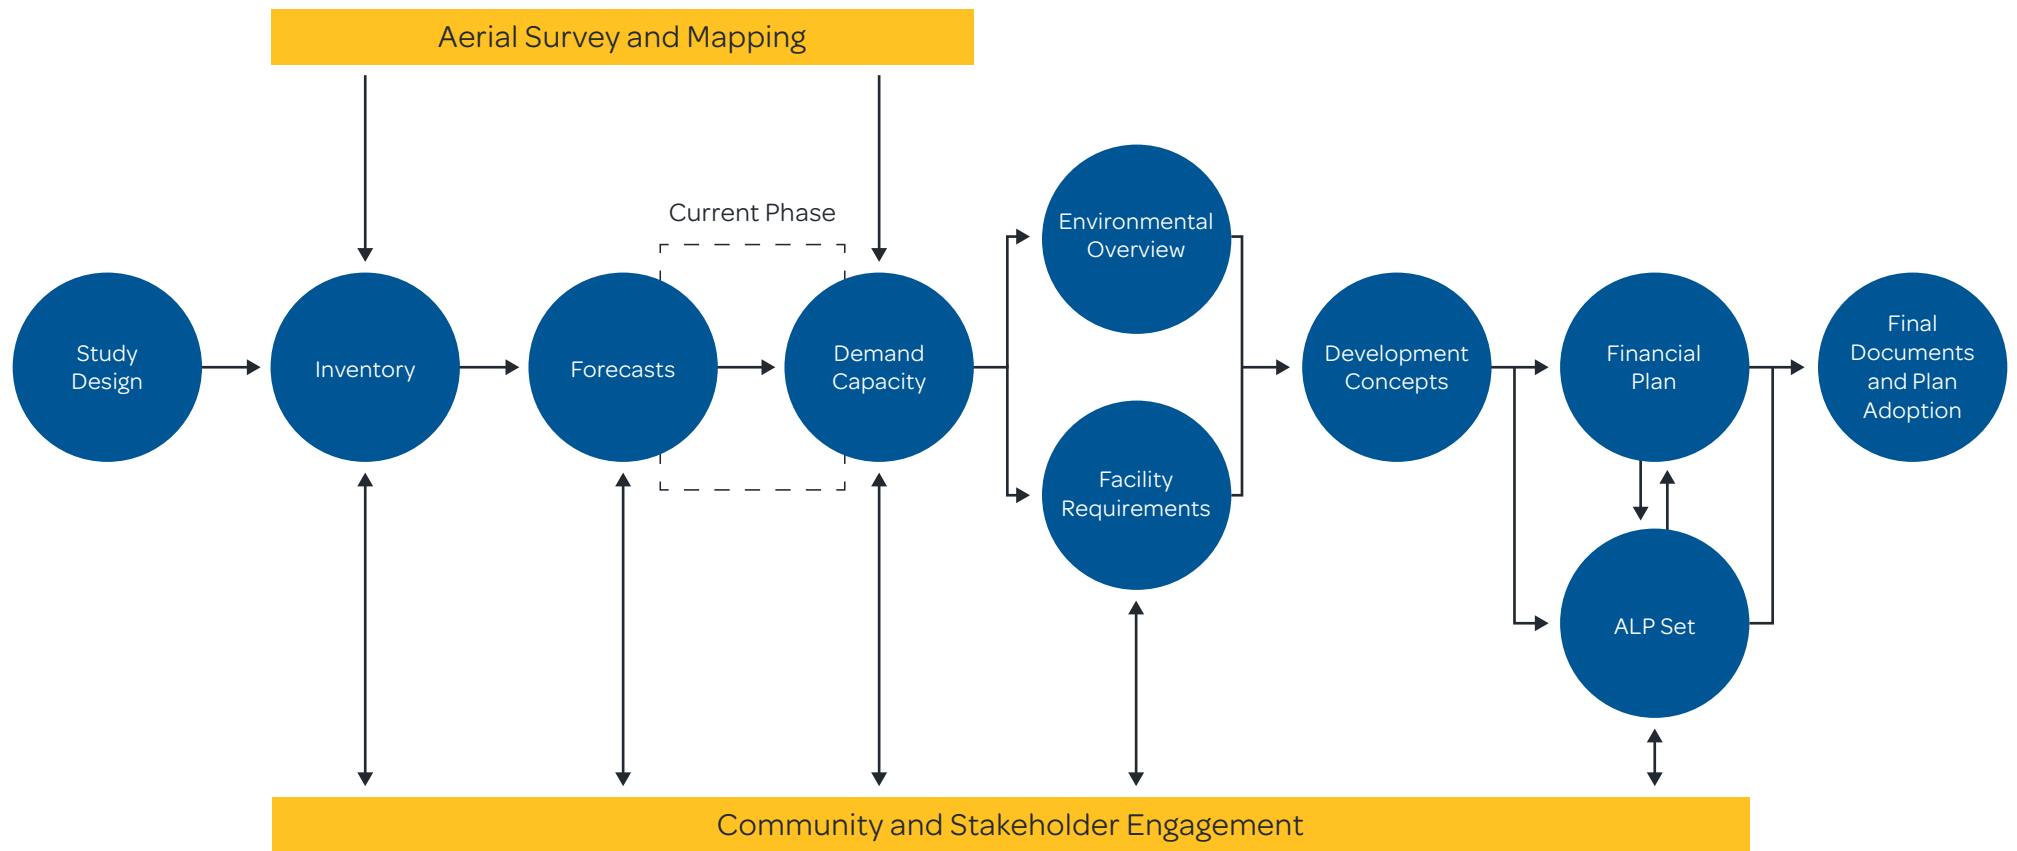 Aerial Survey and Mapping
Current Phase
Study
Design
Inventory
Forecasts
Demand
Capacity
Environmental
Overview
Facility
Requirements
Development
Concepts
Financial
Plan
ALP Set
Final
Documents
and Plan
Adoption
Community and Stakeholder Engagement